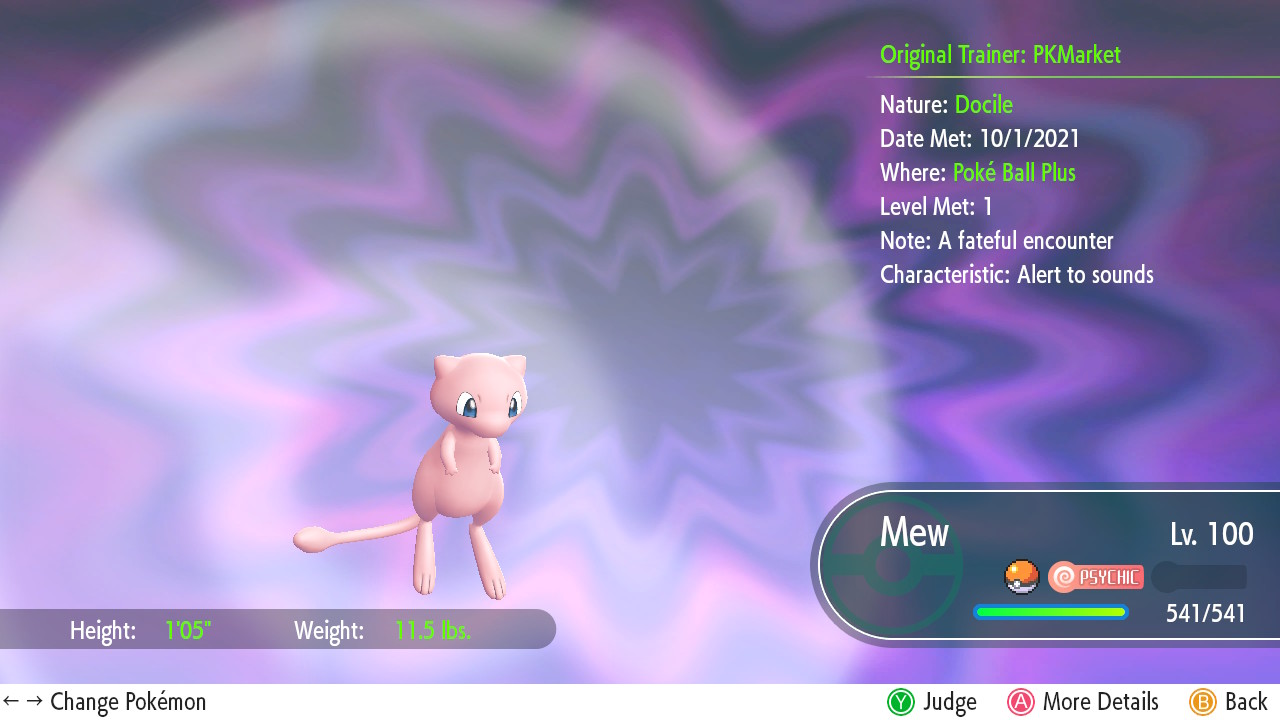 Original Trainer: PKMarket
Nature: Docile
Date Met: 10/1/2021
Where: Poké Ball Plus
Level Met: 1
Note: A fateful encounter
Characteristic: Alert to sounds
Mew Lv. 100
PSYCHIC
541/541
Height: 1'05" Weight: 11.5 lbs.
←→ Change Pokémon Y Judge A More Details B Back